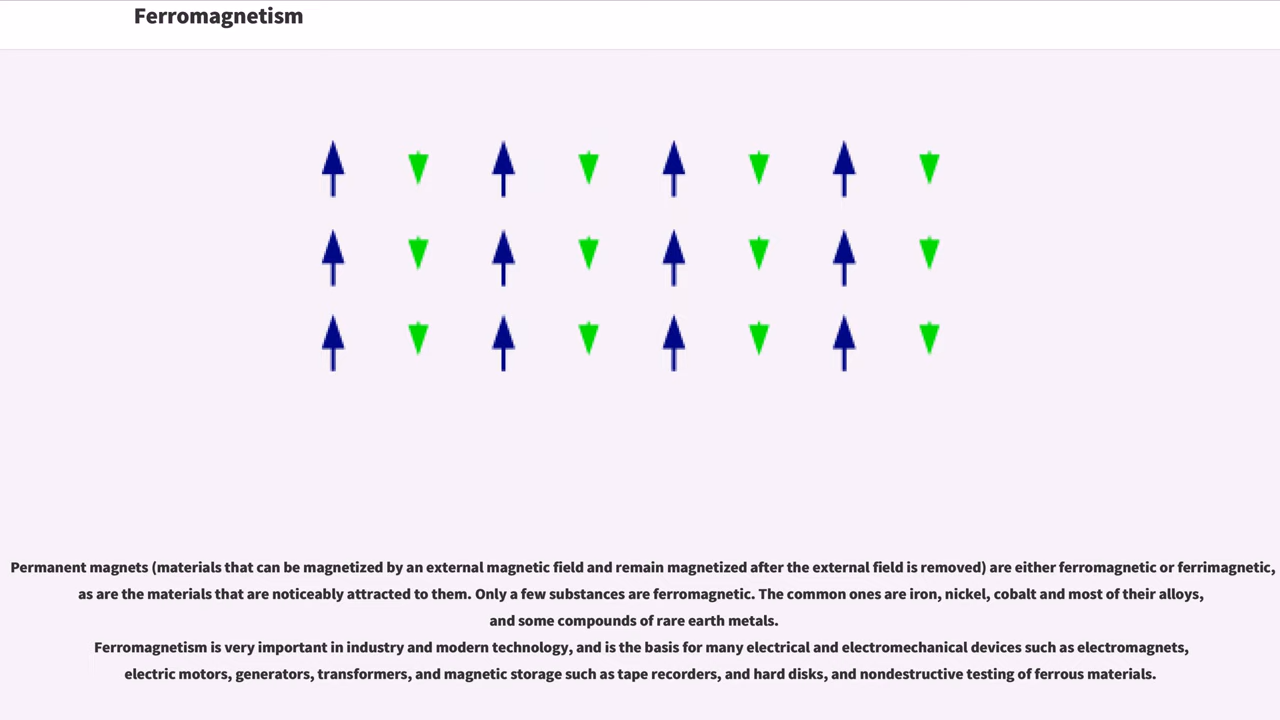 Ferromagnetism
Permanent magnets (materials that can be magnetized by an external magnetic field and remain magnetized after the external field is removed) are either ferromagnetic or ferrimagnetic,
as are the materials that are noticeably attracted to them. Only a few substances are ferromagnetic. The common ones are iron, nickel, cobalt and most of their alloys,
and some compounds of rare earth metals.
Ferromagnetism is very important in industry and modern technology, and is the basis for many electrical and electromechanical devices such as electromagnets,
electric motors, generators, transformers, and magnetic storage such as tape recorders, and hard disks, and nondestructive testing of ferrous materials.